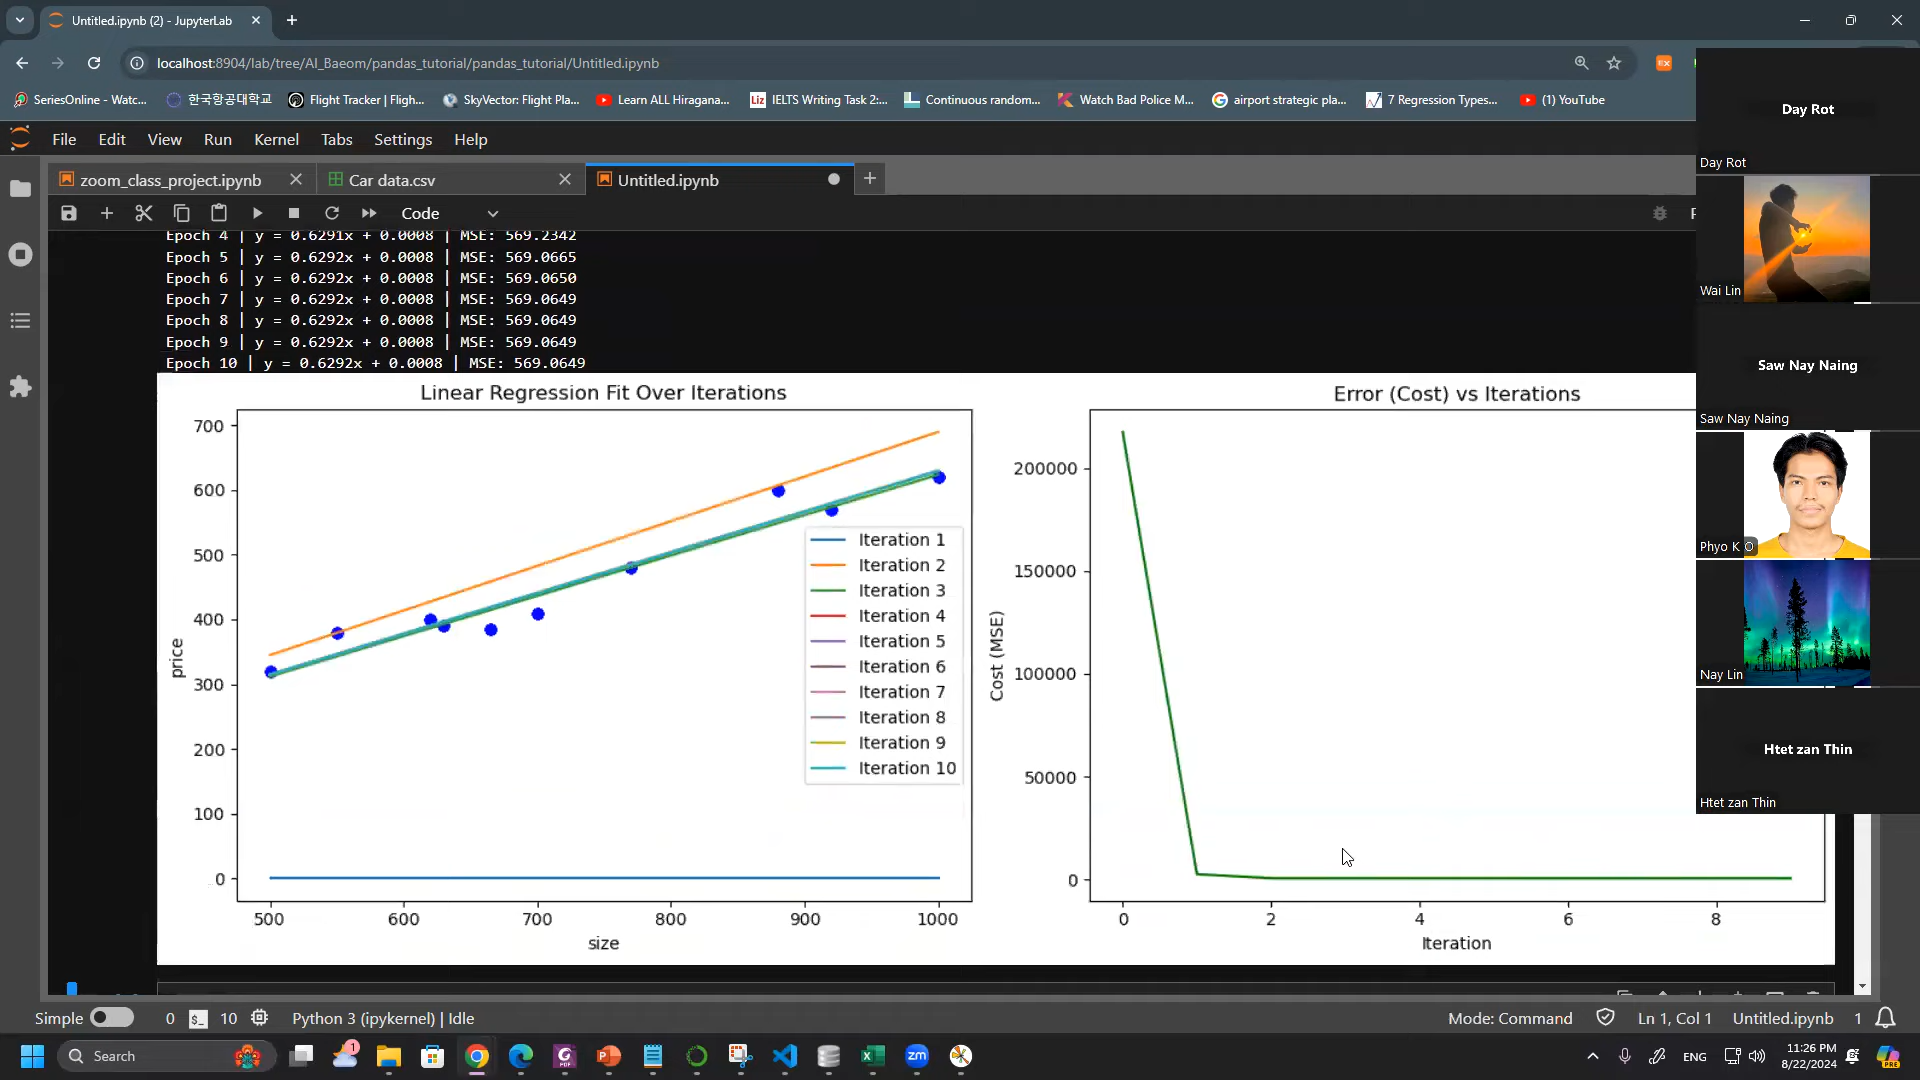 Untitled.ipynb (2) - JupyterLab
localhost:8904/lab/tree/AI_Baeom/pandas_tutorial/pandas_tutorial/Untitled.ipynb
SeriesOnline - Watc...
한국항공대학교
Flight Tracker | Fligh...
SkyVector: Flight Pla...
Learn ALL Hiragana...
Liz
IELTS Writing Task 2:...
Continuous random...
Watch Bad Police M...
airport strategic pla...
7 Regression Types...
(1) YouTube
File Edit View Run Kernel Tabs Settings Help
zoom_class_project.ipynb
Car data.csv
Untitled.ipynb
Code
Epoch 4 | y = 0.6291x + 0.0008 | MSE: 569.2342
Epoch 5 | y = 0.6292x + 0.0008 | MSE: 569.0665
Epoch 6 | y = 0.6292x + 0.0008 | MSE: 569.0650
Epoch 7 | y = 0.6292x + 0.0008 | MSE: 569.0649
Epoch 8 | y = 0.6292x + 0.0008 | MSE: 569.0649
Epoch 9 | y = 0.6292x + 0.0008 | MSE: 569.0649
Epoch 10 | y = 0.6292x + 0.0008 | MSE: 569.0649
Linear Regression Fit Over Iterations
700
600
500
400
300
200
100
0
price
500 600 700 800 900 1000
size
Iteration 1
Iteration 2
Iteration 3
Iteration 4
Iteration 5
Iteration 6
Iteration 7
Iteration 8
Iteration 9
Iteration 10
Error (Cost) vs Iterations
200000
150000
100000
50000
0
Cost (MSE)
0 2 4 6 8
Iteration
Day Rot
Day Rot
Wai Lin
Saw Nay Naing
Saw Nay Naing
Phyo K O
Nay Lin
Htet zan Thin
Htet zan Thin
Simple 0 10 Python 3 (ipykernel) | Idle
Mode: Command Ln 1, Col 1 Untitled.ipynb 1
Search
1
zm
ENG
11:26 PM
8/22/2024